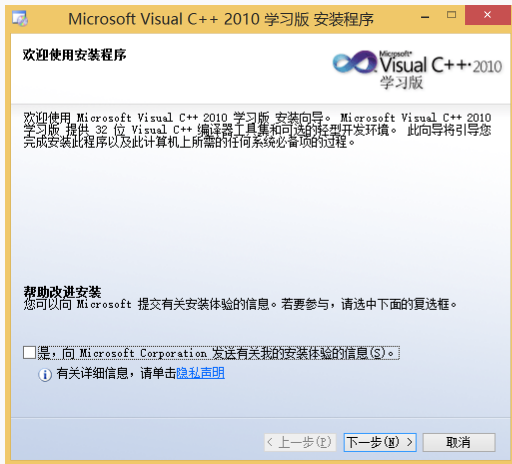 Microsoft Visual C++ 2010 学习版 安装程序
欢迎使用安装程序
Microsoft
Visual C++ 2010
学习版
欢迎使用 Microsoft Visual C++ 2010 学习版 安装向导。 Microsoft Visual C++ 2010
学习版 提供 32 位 Visual C++ 编译器工具集和可选的轻型开发环境。 此向导将引导您
完成安装此程序以及此计算机上所需的任何系统必备项的过程。
帮助改进安装
您可以向 Microsoft 提交有关安装体验的信息。若要参与，请选中下面的复选框。
是，向 Microsoft Corporation 发送有关我的安装体验的信息(S)。
有关详细信息，请单击隐私声明
< 上一步(P) 下一步(N) > 取消